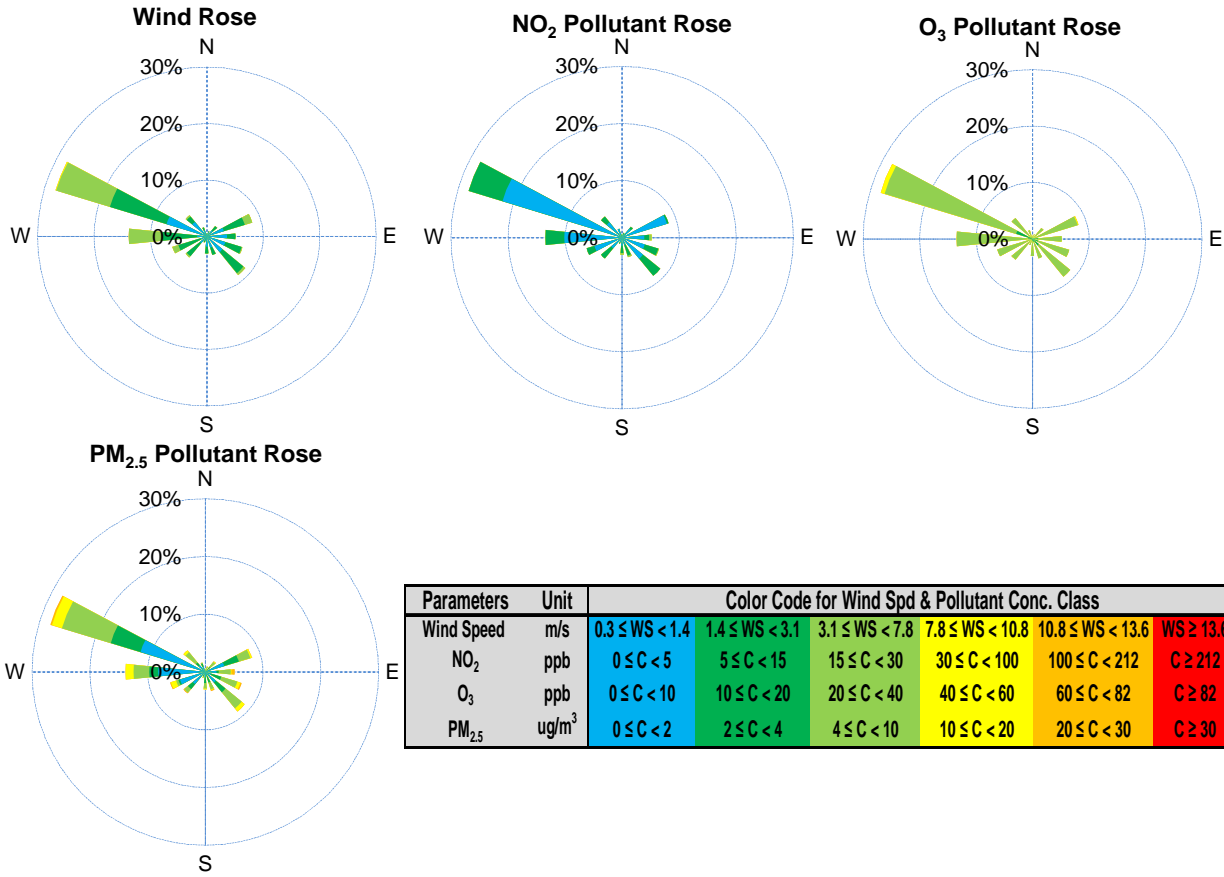 Wind Rose
N
30%
20%
10%
0%
W
E
S
NO₂ Pollutant Rose
N
30%
20%
10%
0%
W
E
S
O₃ Pollutant Rose
N
30%
20%
10%
0%
W
E
S
PM₂.₅ Pollutant Rose
N
30%
20%
10%
0%
W
E
S
Parameters Unit Color Code for Wind Spd & Pollutant Conc. Class
Wind Speed m/s 0.3 ≤ WS < 1.4 1.4 ≤ WS < 3.1 3.1 ≤ WS < 7.8 7.8 ≤ WS < 10.8 10.8 ≤ WS < 13.6 WS ≥ 13.6
NO₂ ppb 0 ≤ C < 5 5 ≤ C < 15 15 ≤ C < 30 30 ≤ C < 100 100 ≤ C < 212 C ≥ 212
O₃ ppb 0 ≤ C < 10 10 ≤ C < 20 20 ≤ C < 40 40 ≤ C < 60 60 ≤ C < 82 C ≥ 82
PM₂.₅ ug/m³ 0 ≤ C < 2 2 ≤ C < 4 4 ≤ C < 10 10 ≤ C < 20 20 ≤ C < 30 C ≥ 30